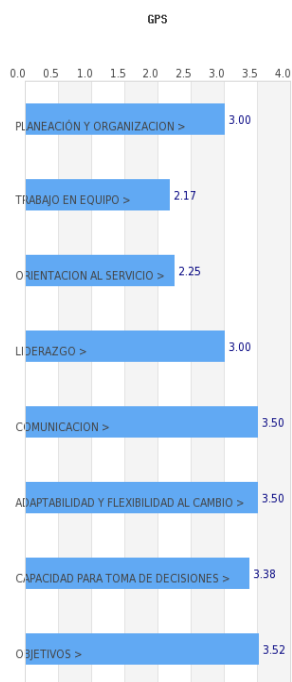 GPS
0.0 0.5 1.0 1.5 2.0 2.5 3.0 3.5 4.0
PLANEACIÓN Y ORGANIZACION > 3.00
TRABAJO EN EQUIPO > 2.17
ORIENTACION AL SERVICIO > 2.25
LIDERAZGO > 3.00
COMUNICACION > 3.50
ADAPTABILIDAD Y FLEXIBILIDAD AL CAMBIO > 3.50
CAPACIDAD PARA TOMA DE DECISIONES > 3.38
OBJETIVOS > 3.52